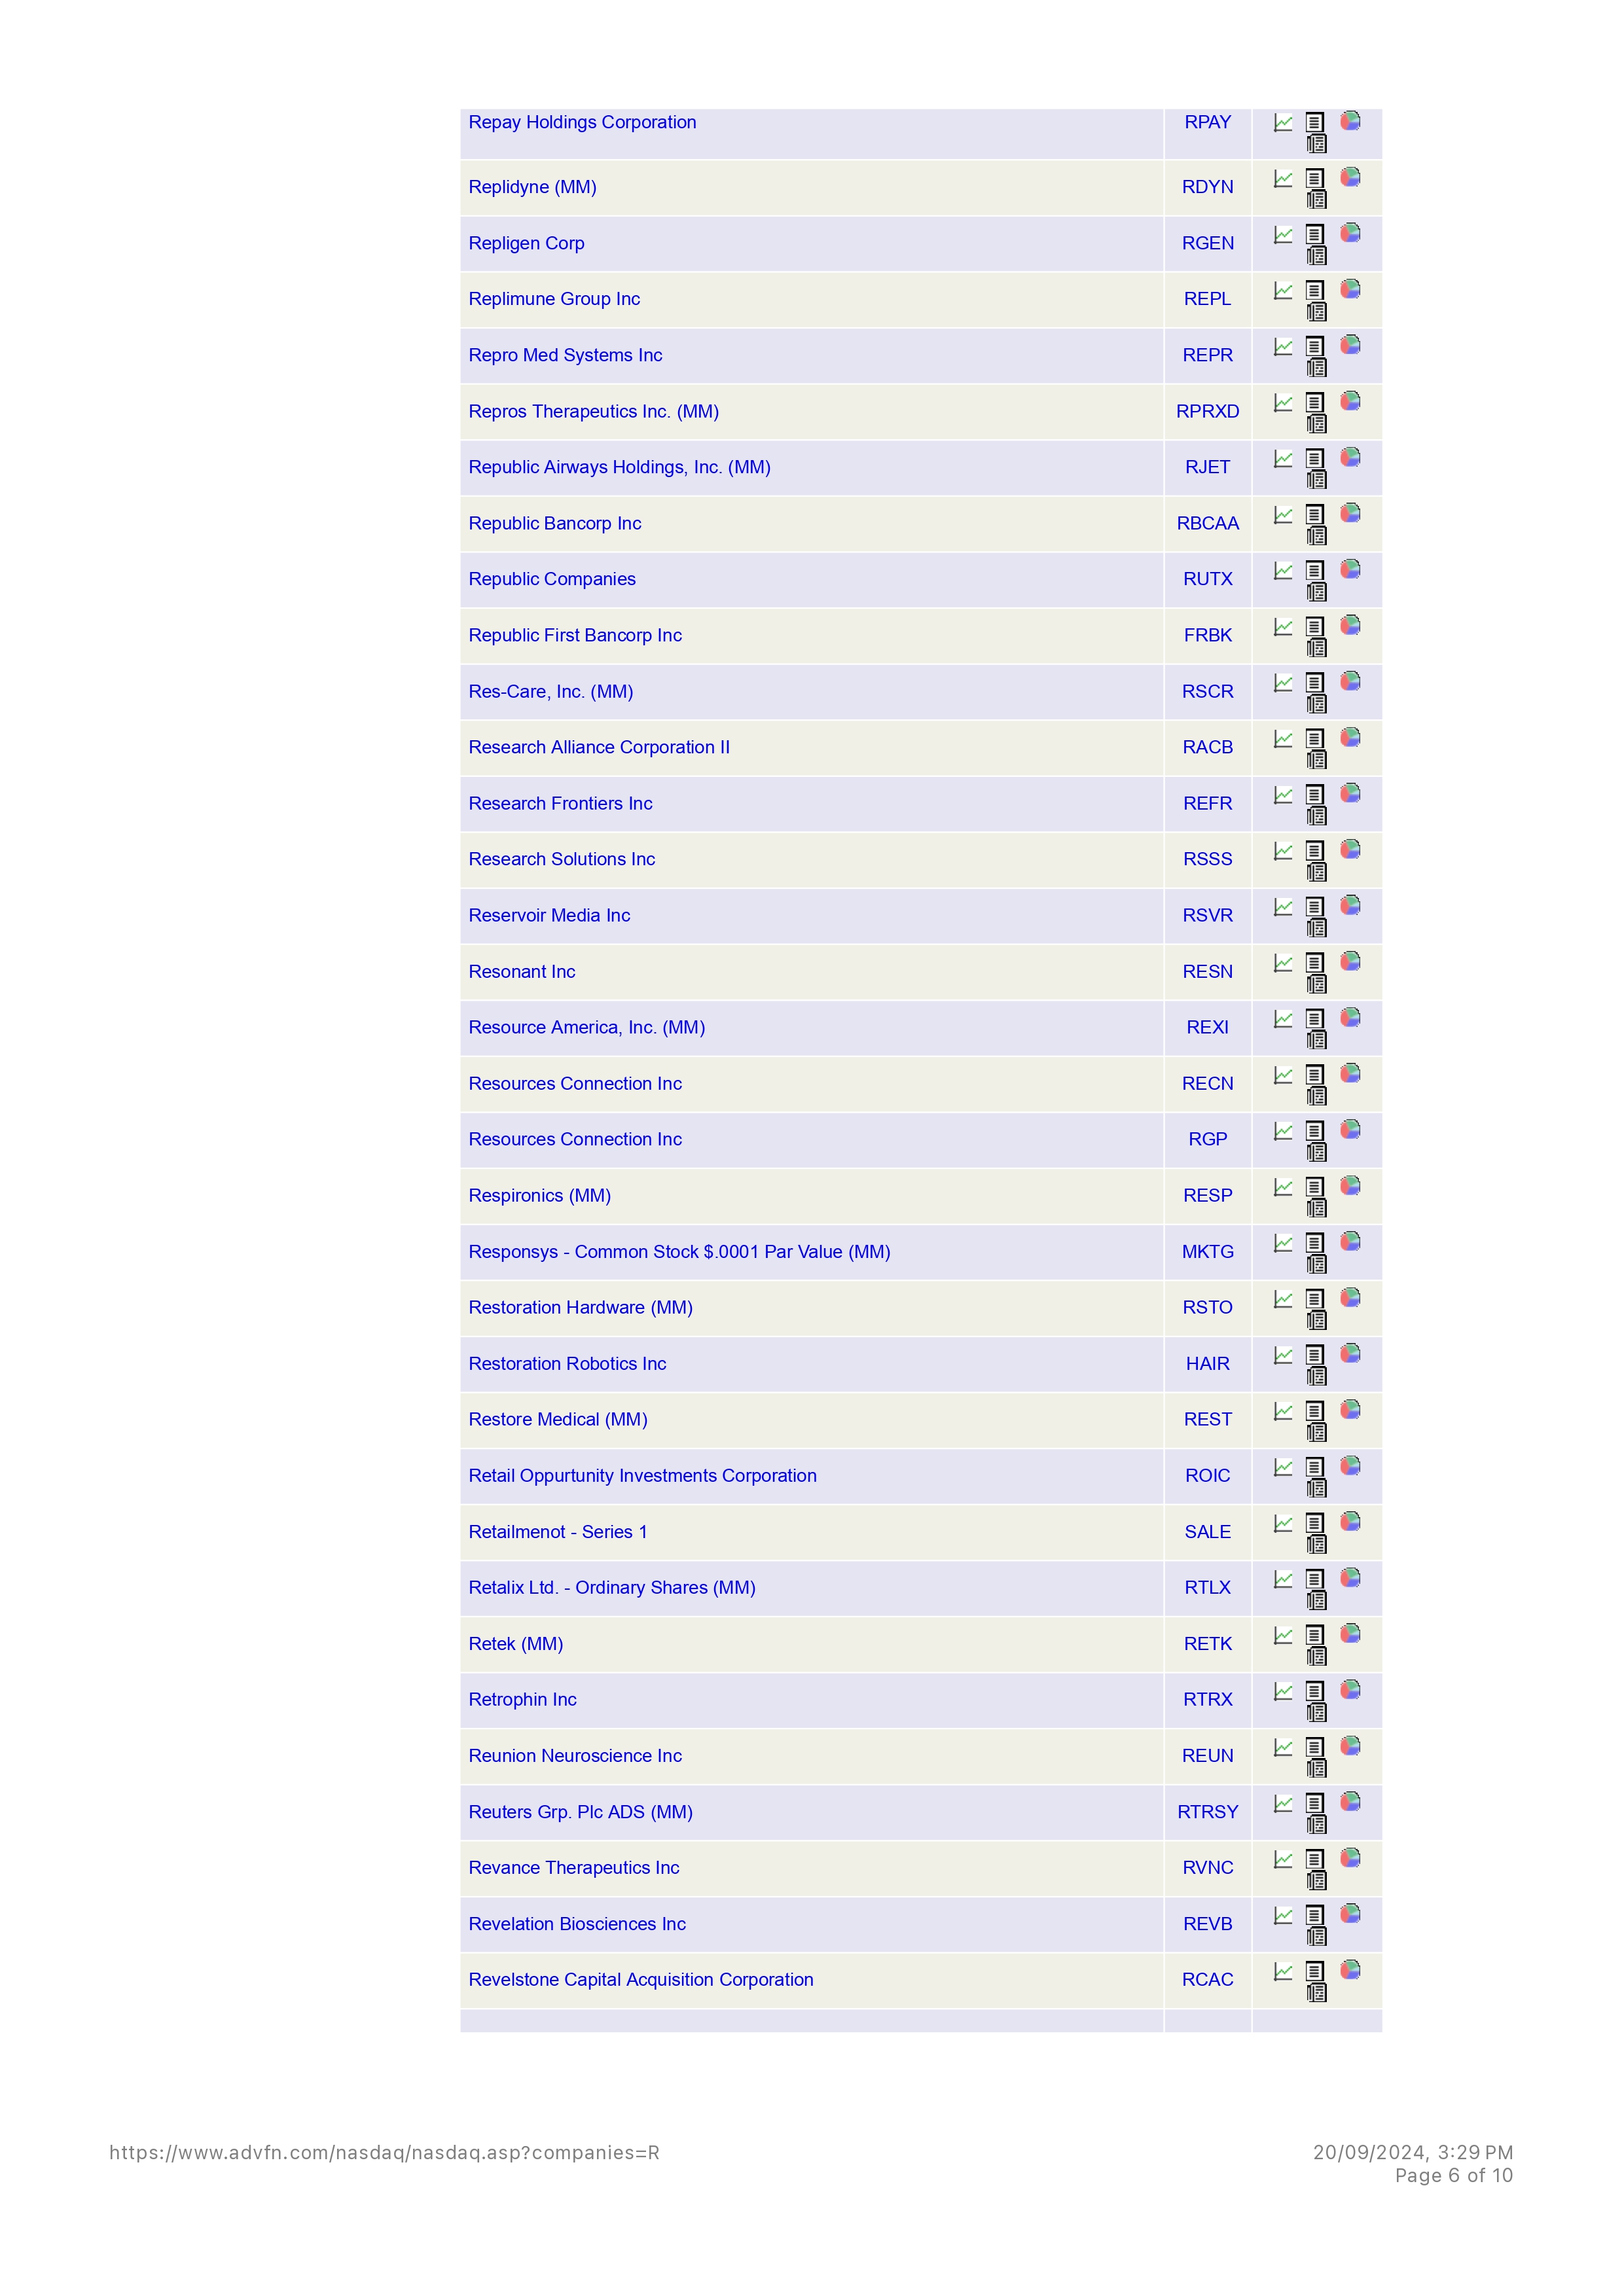 Repay Holdings Corporation RPAY
Replidyne (MM) RDYN
Repligen Corp RGEN
Replimune Group Inc REPL
Repro Med Systems Inc REPR
Repros Therapeutics Inc. (MM) RPRXD
Republic Airways Holdings, Inc. (MM) RJET
Republic Bancorp Inc RBCAA
Republic Companies RUTX
Republic First Bancorp Inc FRBK
Res-Care, Inc. (MM) RSCR
Research Alliance Corporation II RACB
Research Frontiers Inc REFR
Research Solutions Inc RSSS
Reservoir Media Inc RSVR
Resonant Inc RESN
Resource America, Inc. (MM) REXI
Resources Connection Inc RECN
Resources Connection Inc RGP
Respironics (MM) RESP
Responsys - Common Stock $.0001 Par Value (MM) MKTG
Restoration Hardware (MM) RSTO
Restoration Robotics Inc HAIR
Restore Medical (MM) REST
Retail Oppurtunity Investments Corporation ROIC
Retailmenot - Series 1 SALE
Retalix Ltd. - Ordinary Shares (MM) RTLX
Retek (MM) RETK
Retrophin Inc RTRX
Reunion Neuroscience Inc REUN
Reuters Grp. Plc ADS (MM) RTRSY
Revance Therapeutics Inc RVNC
Revelation Biosciences Inc REVB
Revelstone Capital Acquisition Corporation RCAC
https://www.advfn.com/nasdaq/nasdaq.asp?companies=R 20/09/2024, 3:29 PM
Page 6 of 10